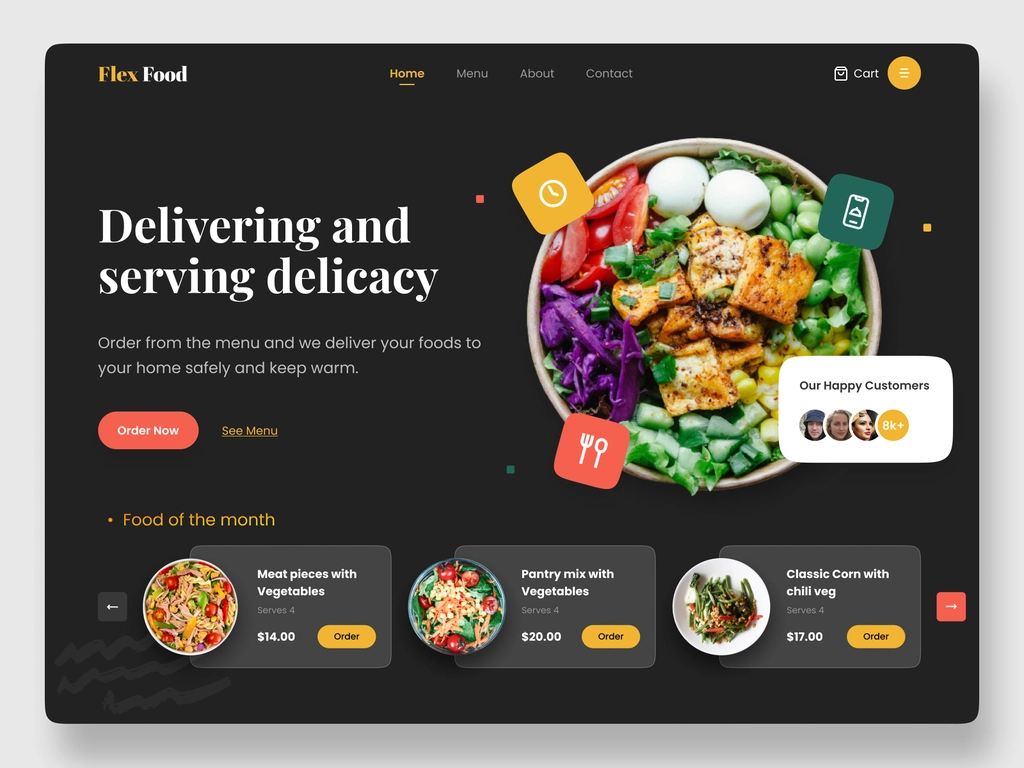 Flex Food
Home
Menu
About
Contact
Cart
Delivering and
serving delicacy
Order from the menu and we deliver your foods to
your home safely and keep warm.
Order Now
See Menu
Our Happy Customers
8k+
• Food of the month
Meat pieces with
Vegetables
Serves 4
$14.00
Order
Pantry mix with
Vegetables
Serves 4
$20.00
Order
Classic Corn with
chili veg
Serves 4
$17.00
Order